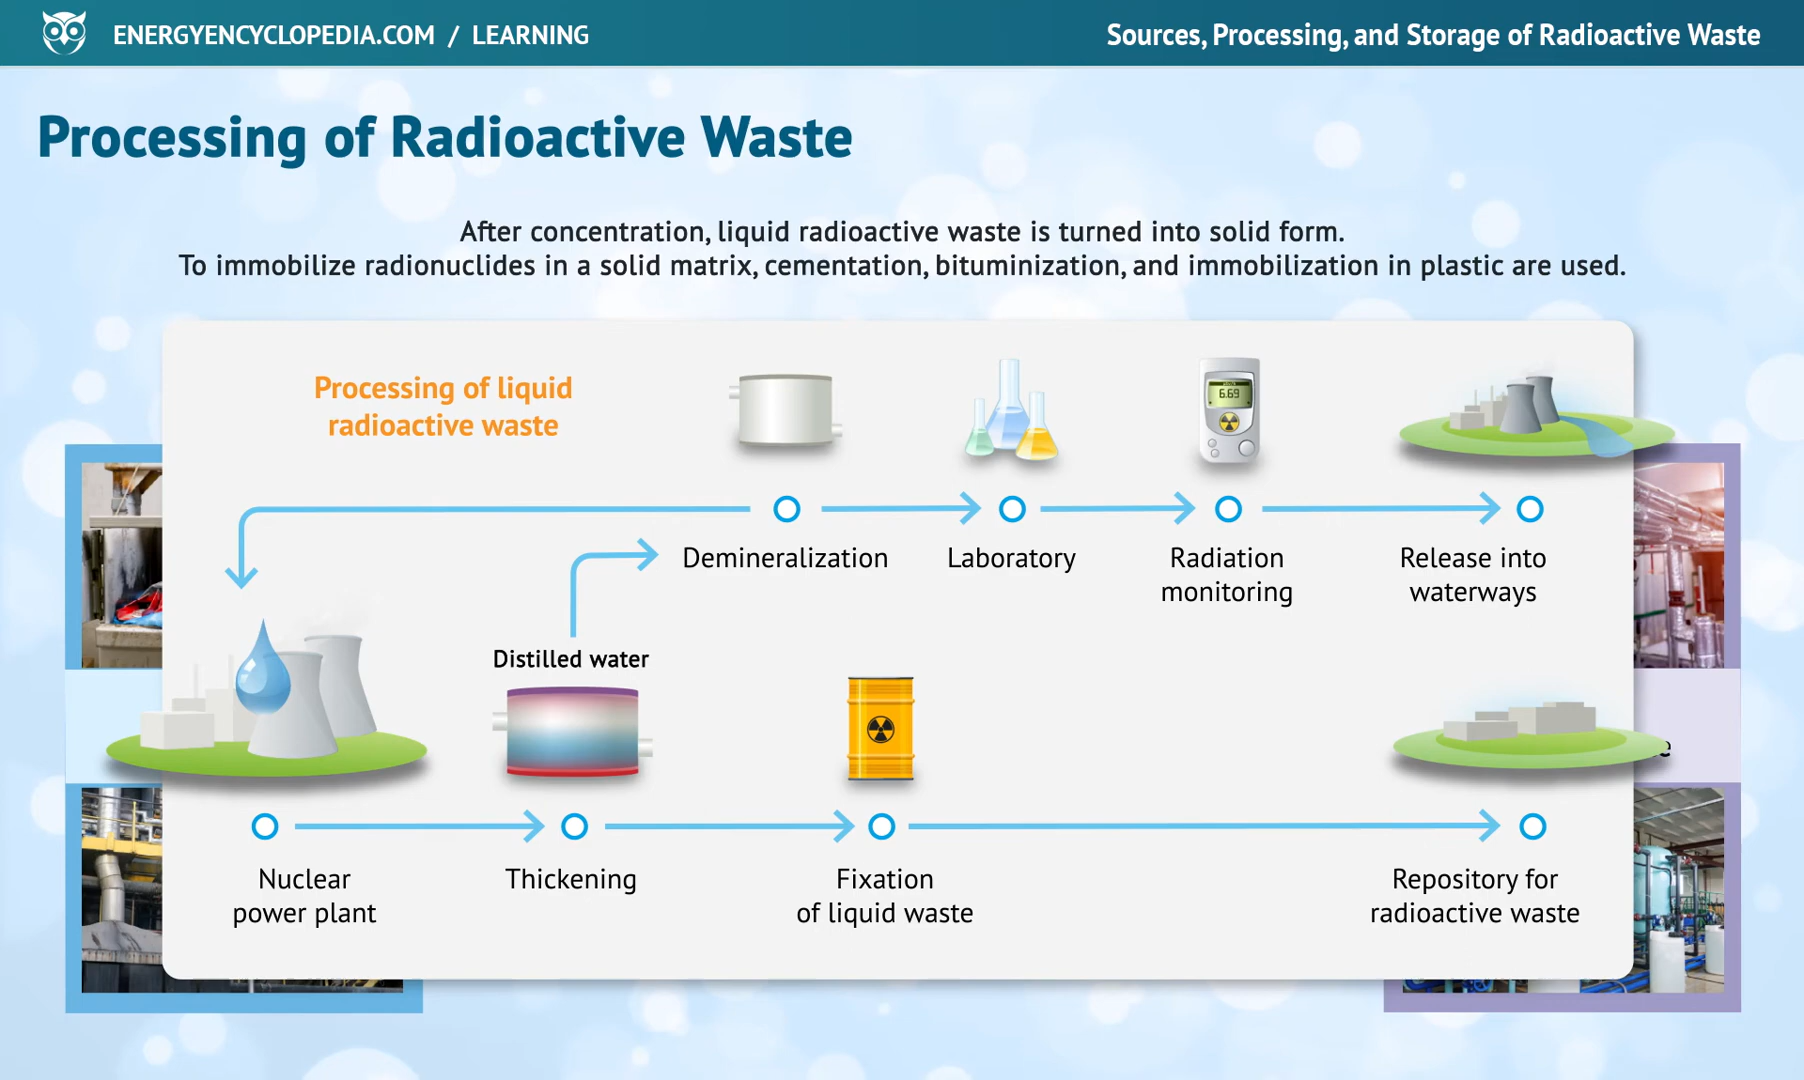 ENERGYENCYCLOPEDIA.COM / LEARNING
Sources, Processing, and Storage of Radioactive Waste
Processing of Radioactive Waste
After concentration, liquid radioactive waste is turned into solid form.
To immobilize radionuclides in a solid matrix, cementation, bituminization, and immobilization in plastic are used.
Processing of liquid
radioactive waste
6.69
Demineralization
Laboratory
Radiation
monitoring
Release into
waterways
Distilled water
Nuclear
power plant
Thickening
Fixation
of liquid waste
Repository for
radioactive waste